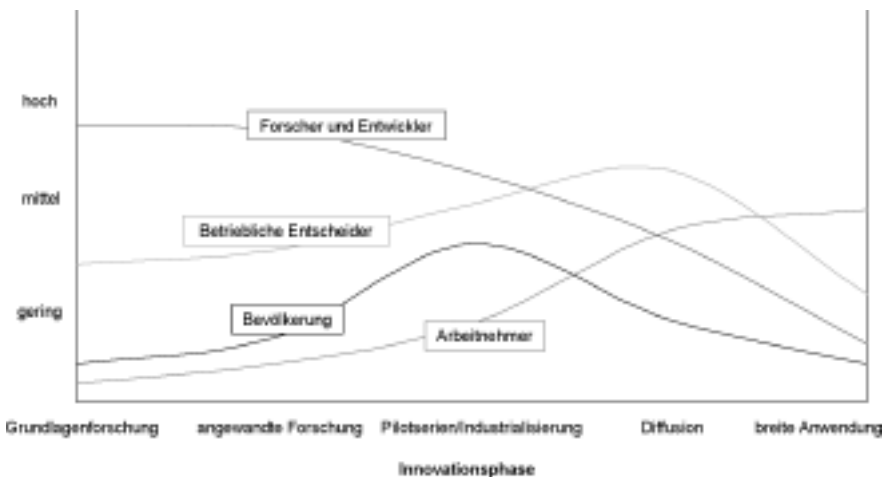 hoch
Forscher und Entwickler
mittel
Betriebliche Entscheider
gering
Bevölkerung
Arbeitnehmer
Grundlagenforschung angewandte Forschung Pilotserien/Industrialisierung Diffusion breite Anwendung
Innovationsphase